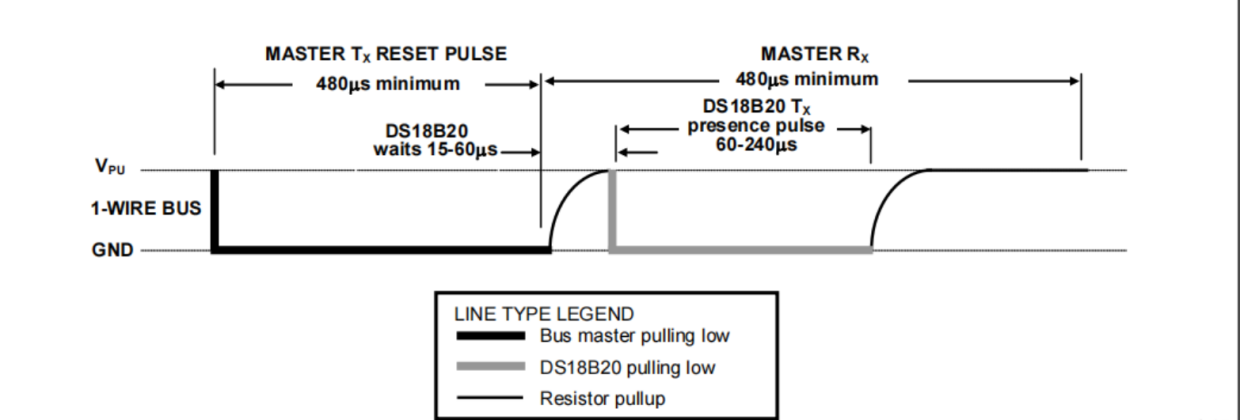 MASTER Tx RESET PULSE
MASTER Rx
480µs minimum
480µs minimum
DS18B20 Tx
presence pulse
60-240µs
DS18B20
waits 15-60µs
VPU
1-WIRE BUS
GND
LINE TYPE LEGEND
Bus master pulling low
DS18B20 pulling low
Resistor pullup